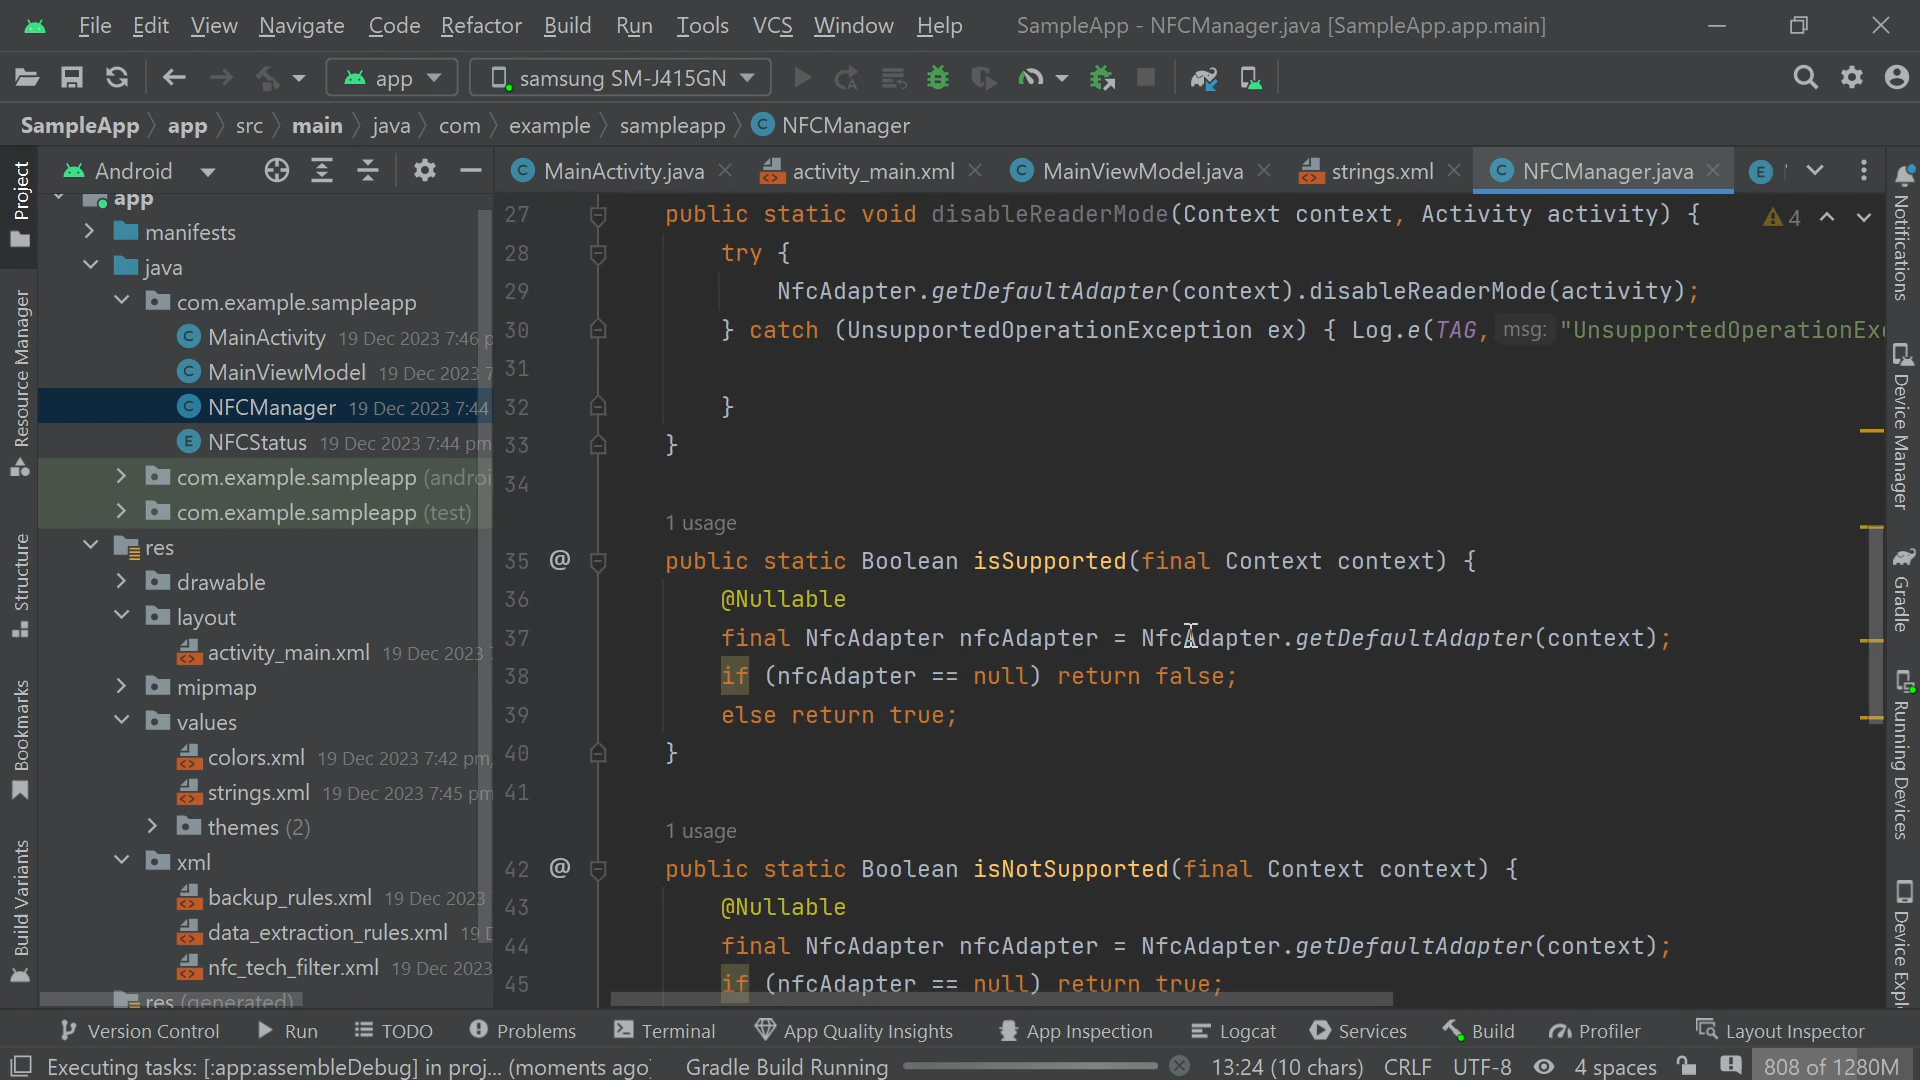 File Edit View Navigate Code Refactor Build Run Tools VCS Window Help SampleApp - NFCManager.java [SampleApp.app.main]
app samsung SM-J415GN
SampleApp app src main java com example sampleapp NFCManager
Android
MainActivity.java activity_main.xml MainViewModel.java strings.xml NFCManager.java
app
manifests
java
com.example.sampleapp
MainActivity 19 Dec 2023 7:46 p
MainViewModel 19 Dec 2023 7
NFCManager 19 Dec 2023 7:44
NFCStatus 19 Dec 2023 7:44 pm
com.example.sampleapp (androi
com.example.sampleapp (test)
res
drawable
layout
activity_main.xml 19 Dec 2023
mipmap
values
colors.xml 19 Dec 2023 7:42 pm,
strings.xml 19 Dec 2023 7:45 pm
themes (2)
xml
backup_rules.xml 19 Dec 2023
data_extraction_rules.xml 19 D
nfc_tech_filter.xml 19 Dec 2023
res (generated)
27 public static void disableReaderMode(Context context, Activity activity) {
4
28 try {
29 NfcAdapter.getDefaultAdapter(context).disableReaderMode(activity);
30 } catch (UnsupportedOperationException ex) { Log.e(TAG, msg: "UnsupportedOperationEx
31
32 }
33 }
34
1 usage
35 @ public static Boolean isSupported(final Context context) {
36 @Nullable
37 final NfcAdapter nfcAdapter = NfcAdapter.getDefaultAdapter(context);
38 if (nfcAdapter == null) return false;
39 else return true;
40 }
41
1 usage
42 @ public static Boolean isNotSupported(final Context context) {
43 @Nullable
44 final NfcAdapter nfcAdapter = NfcAdapter.getDefaultAdapter(context);
45 if (nfcAdapter == null) return true;
Project
Resource Manager
Structure
Bookmarks
Build Variants
Notifications
Device Manager
Gradle
Running Devices
Device Expl
Version Control Run TODO Problems Terminal App Quality Insights App Inspection Logcat Services Build Profiler Layout Inspector
Executing tasks: [:app:assembleDebug] in proj... (moments ago) Gradle Build Running 13:24 (10 chars) CRLF UTF-8 4 spaces 808 of 1280M